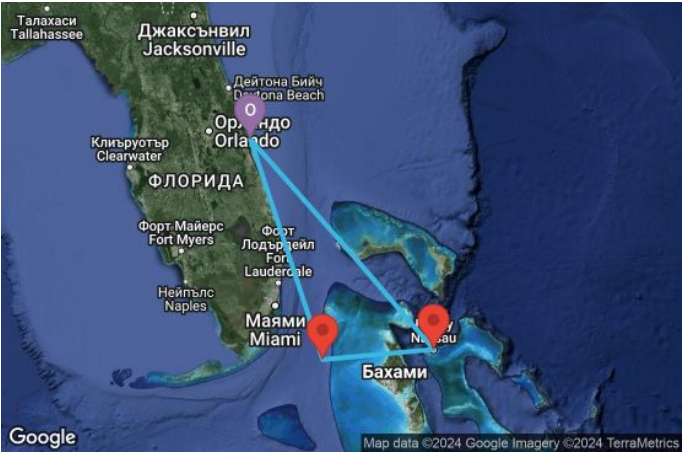 Талахаси
Tallahassee
Джаксънвил
Jacksonville
Дейтона Бийч
Daytona Beach
O
Орландо
Orlando
Клиъруотър
Clearwater
ФЛОРИДА
Форт Майерс
Fort Myers
Форт
Лодърдейл
Fort
Lauderdale
Нейпълс
Naples
Маями
Miami
Nassau
Бахами
Google
Map data ©2024 Google Imagery ©2024 TerraMetrics